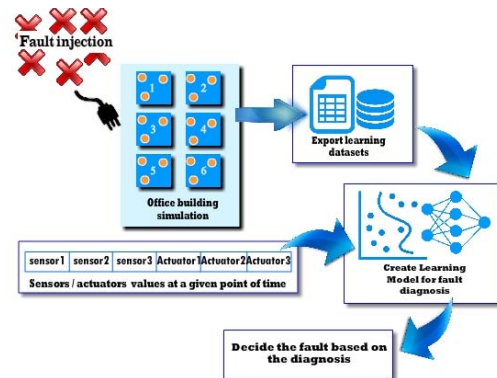 Fault injection
1 2
3 4
5 6
Office building
simulation
Export learning
datasets
sensor1 sensor2 sensor3 Actuator1 Actuator2 Actuator3
Sensors / actuators values at a given point of time
Create Learning
Model for fault
diagnosis
Decide the fault based on
the diagnosis